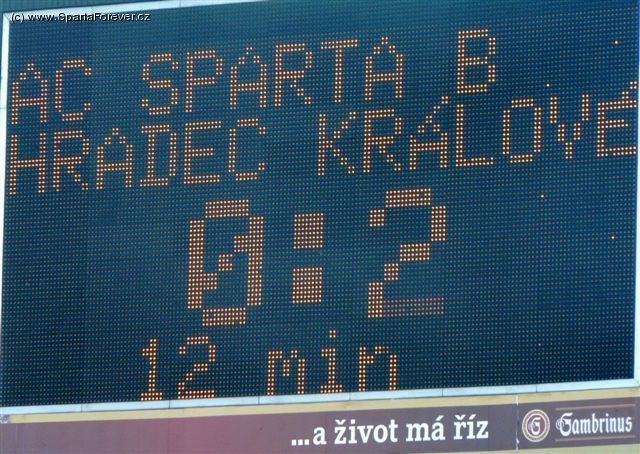 (c) www.SpartaForever.cz
AC SPARTA B
HRADEC KRÁLOVÉ
0:2
12 min
...a život má říz
G Gambrinus